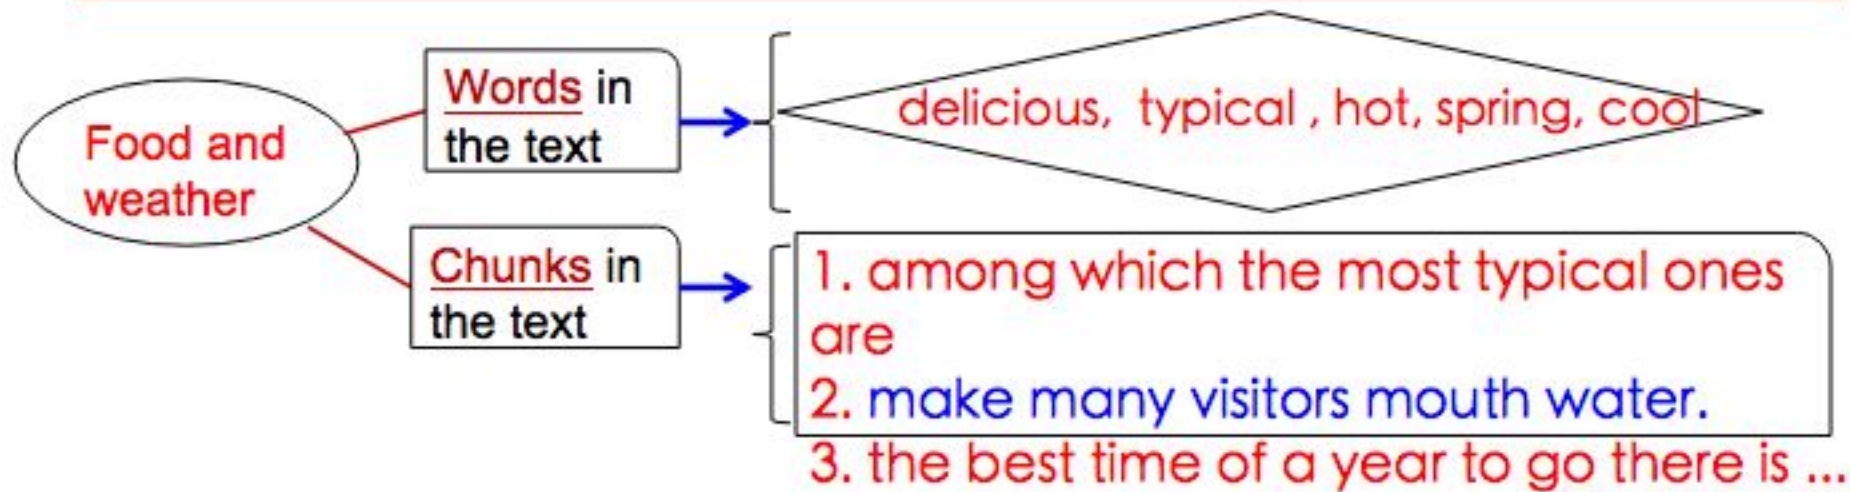 Food and
weather
Words in
the text
delicious,  typical , hot, spring, cool
Chunks in
the text
1. among which the most typical ones
are
2. make many visitors mouth water.
3. the best time of a year to go there is ...